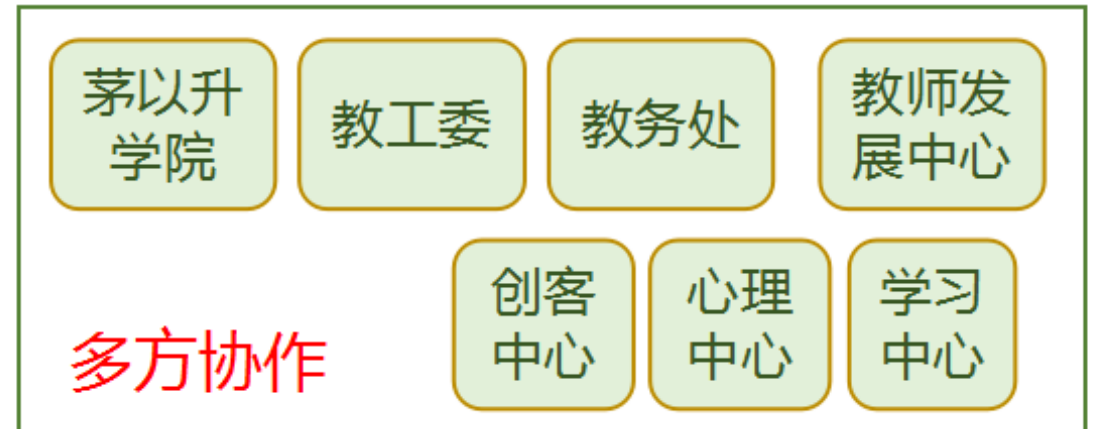 茅以升
学院
教工委
教务处
教师发
展中心
创客
中心
心理
中心
学习
中心
多方协作